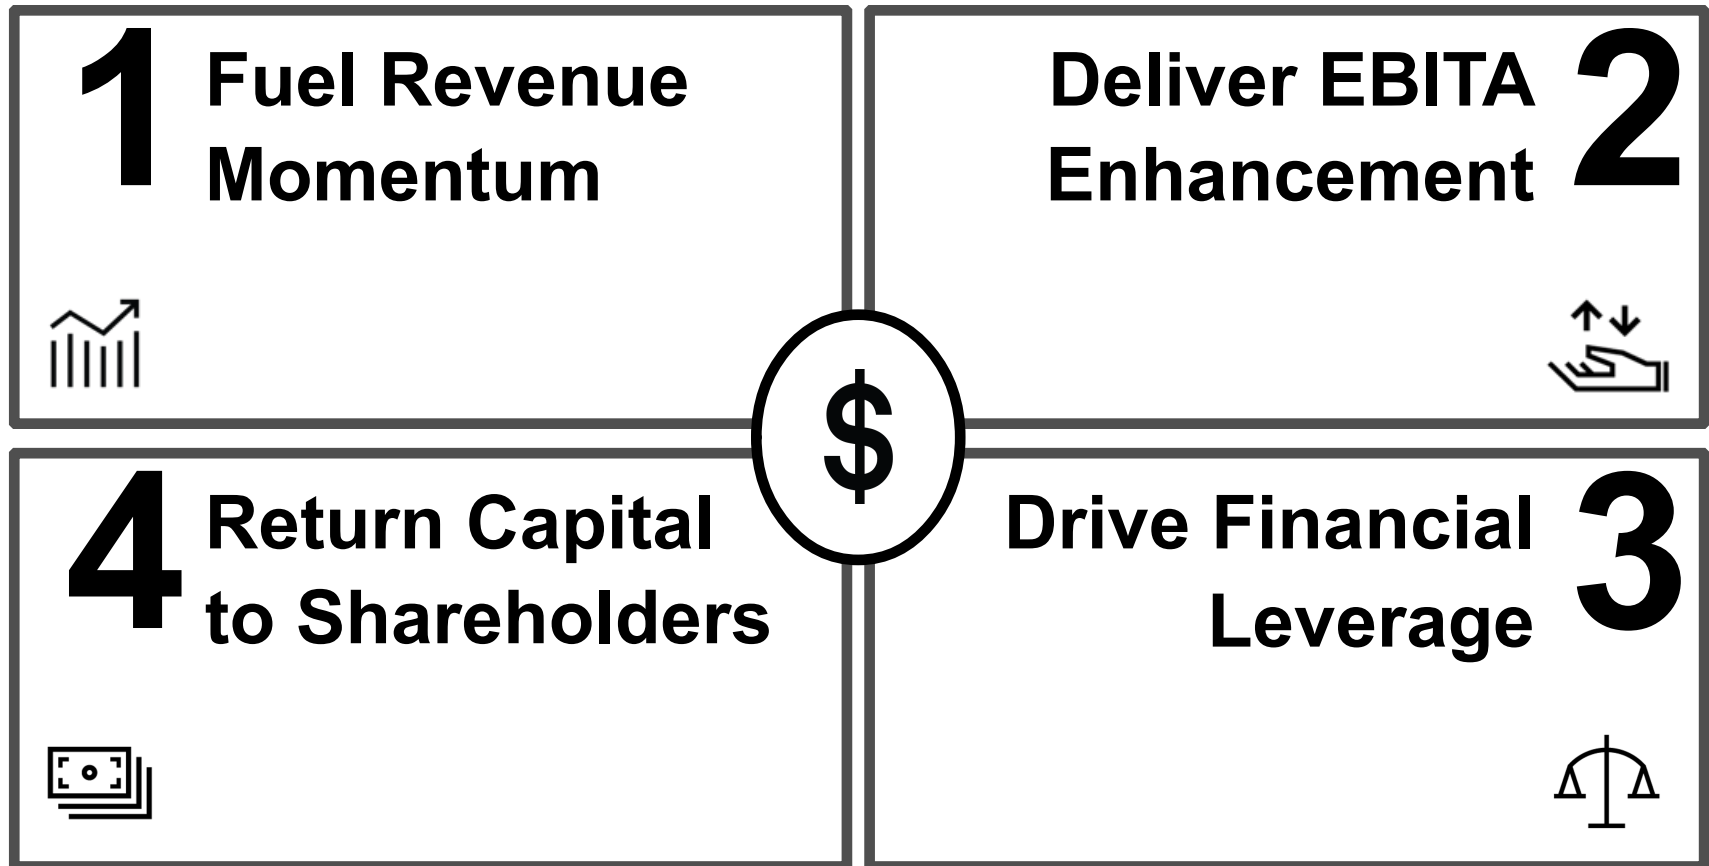 1
Fuel Revenue
Momentum
Deliver EBITA
Enhancement
2
$
4
Return Capital
to Shareholders
Drive Financial
Leverage
3